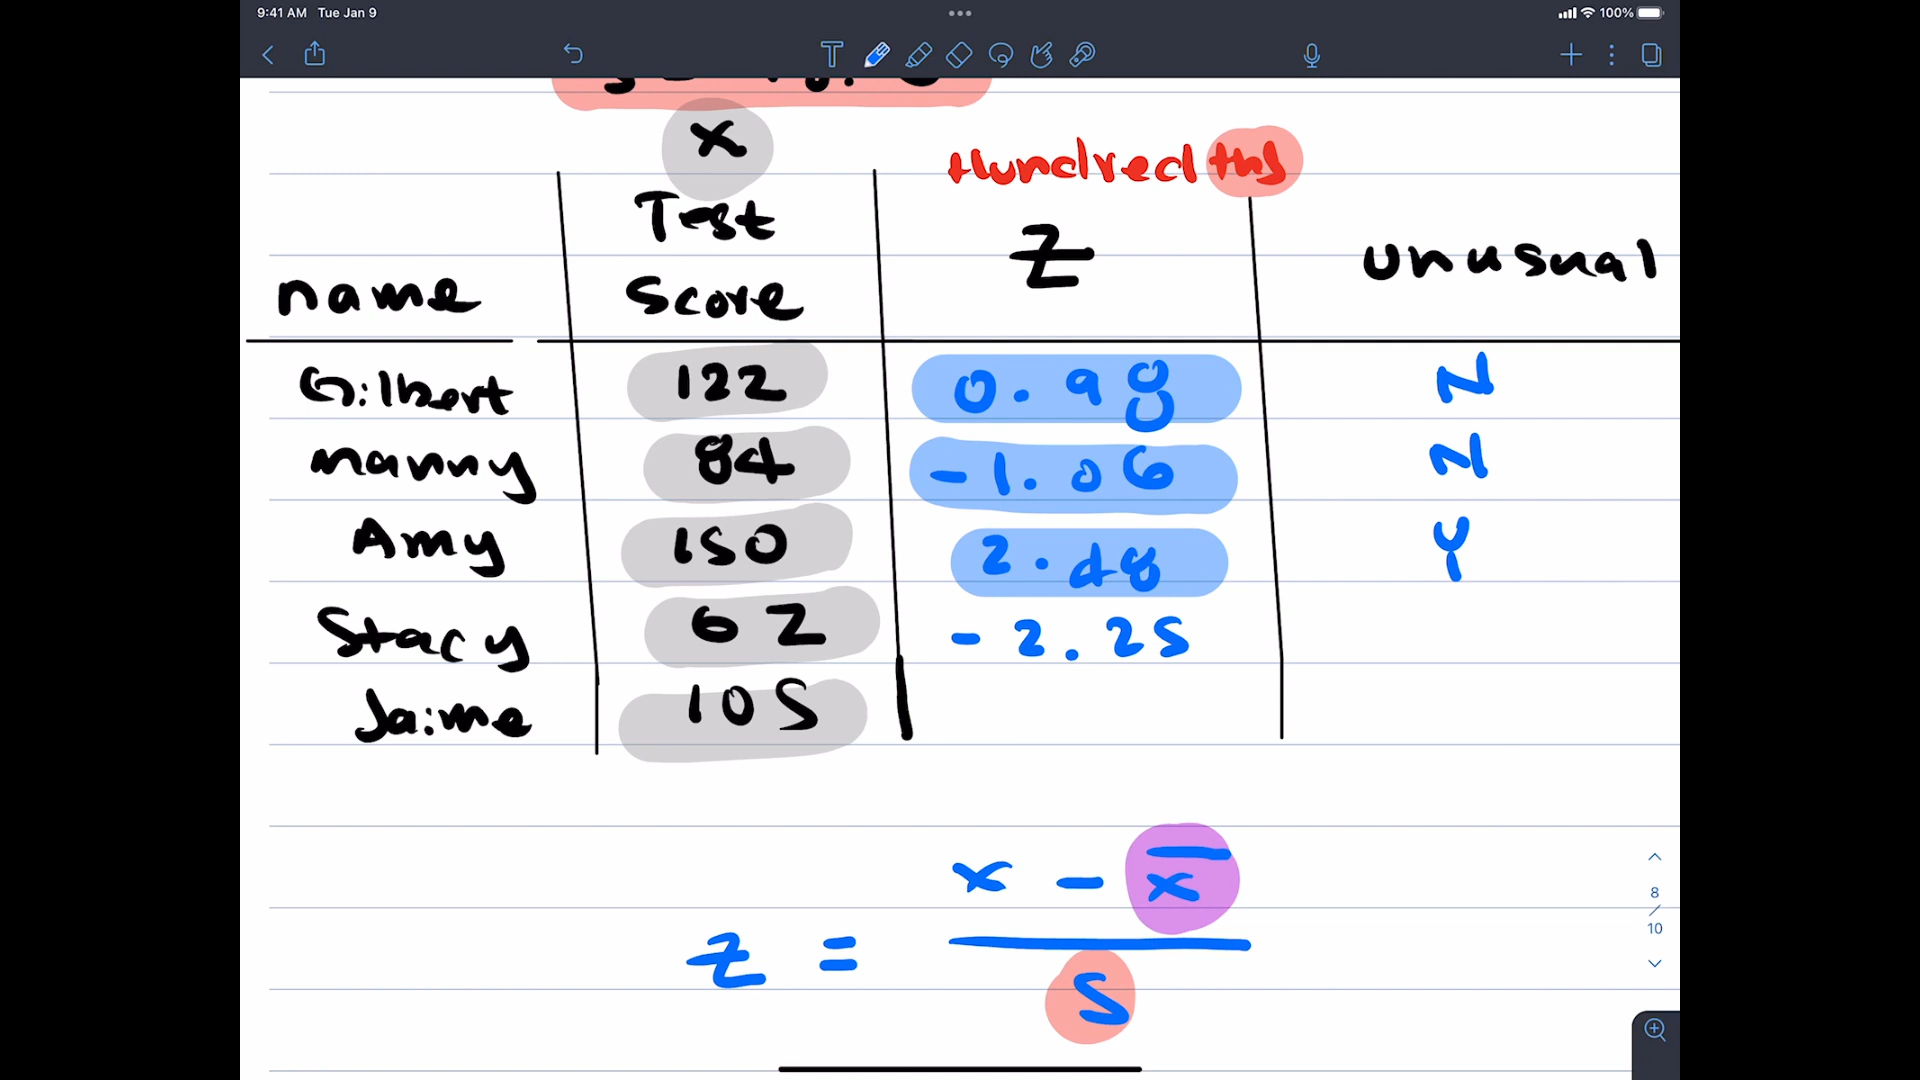 9:41 AM Tue Jan 9
100%
x
Hundredths
name Test Score Z unusual
Gilbert 122 0.98 N
Manny 84 -1.06 N
Amy 150 2.48 Y
Stacy 62 -2.25
Jaime 105
z = x - x̄ / s
8
/
10